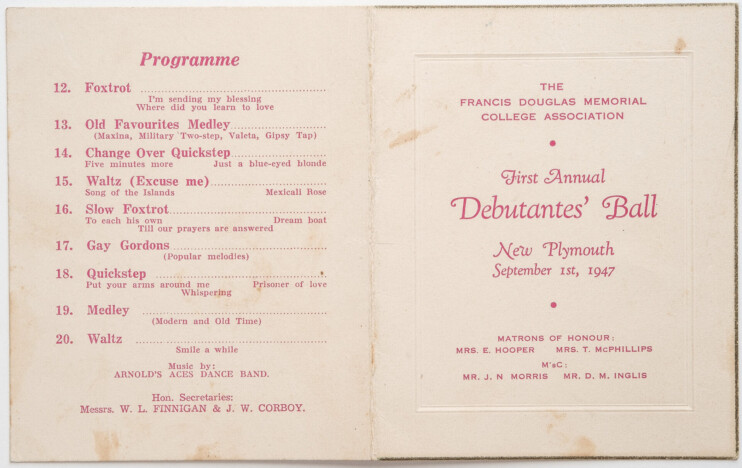 Programme
12. Foxtrot
I'm sending my blessing
Where did you learn to love
13. Old Favourites Medley
(Maxina, Military Two-step, Valeta, Gipsy Tap)
14. Change Over Quickstep
Five minutes more Just a blue-eyed blonde
15. Waltz (Excuse me)
Song of the Islands Mexicali Rose
16. Slow Foxtrot
To each his own Dream boat
Till our prayers are answered
17. Gay Gordons
(Popular melodies)
18. Quickstep
Put your arms around me Prisoner of love
Whispering
19. Medley
(Modern and Old Time)
20. Waltz
Smile a while
Music by:
ARNOLD'S ACES DANCE BAND.
Hon. Secretaries:
Messrs. W. L. FINNIGAN & J. W. CORBOY.
THE
FRANCIS DOUGLAS MEMORIAL
COLLEGE ASSOCIATION
First Annual
Debutantes' Ball
New Plymouth
September 1st, 1947
MATRONS OF HONOUR:
MRS. E. HOOPER MRS. T. McPHILLIPS
M'sC:
MR. J. N MORRIS MR. D. M. INGLIS